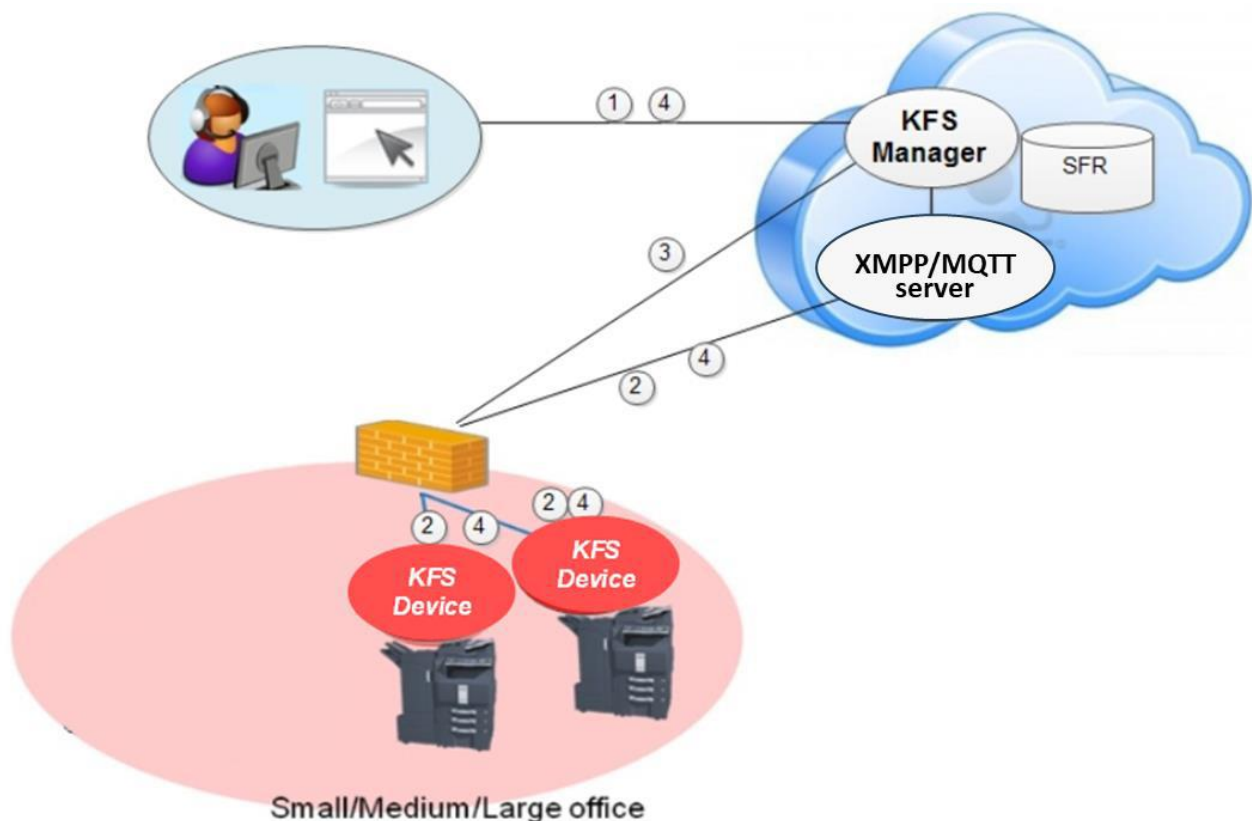 1 4
KFS
Manager
SFR
XMPP/MQTT
server
3
4
2
2 4
2 4
KFS
Device
KFS
Device
Small/Medium/Large office